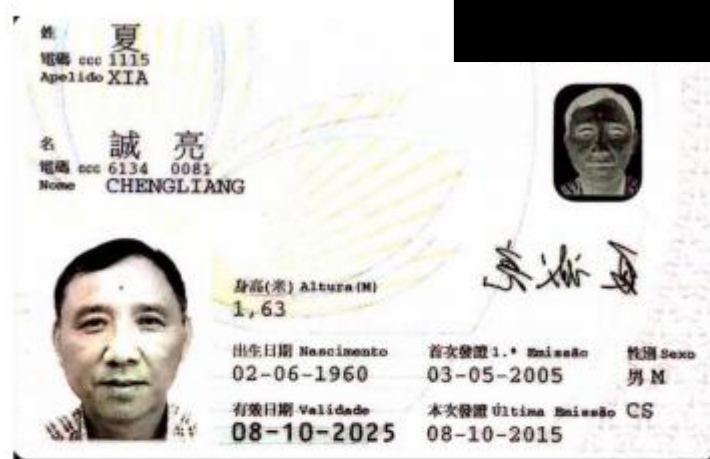 姓 夏
電碼 ccc 1115
Apelido XIA
名 誠 亮
電碼 ccc 6134 0081
Nome CHENGLIANG
夏誠亮
身高(米) Altura(M)
1,63
出生日期 Nascimento 首次發證 1.ª Emissão 性別 Sexo
02-06-1960 03-05-2005 男 M
有效日期 Validade 本次發證 Última Emissão CS
08-10-2025 08-10-2015